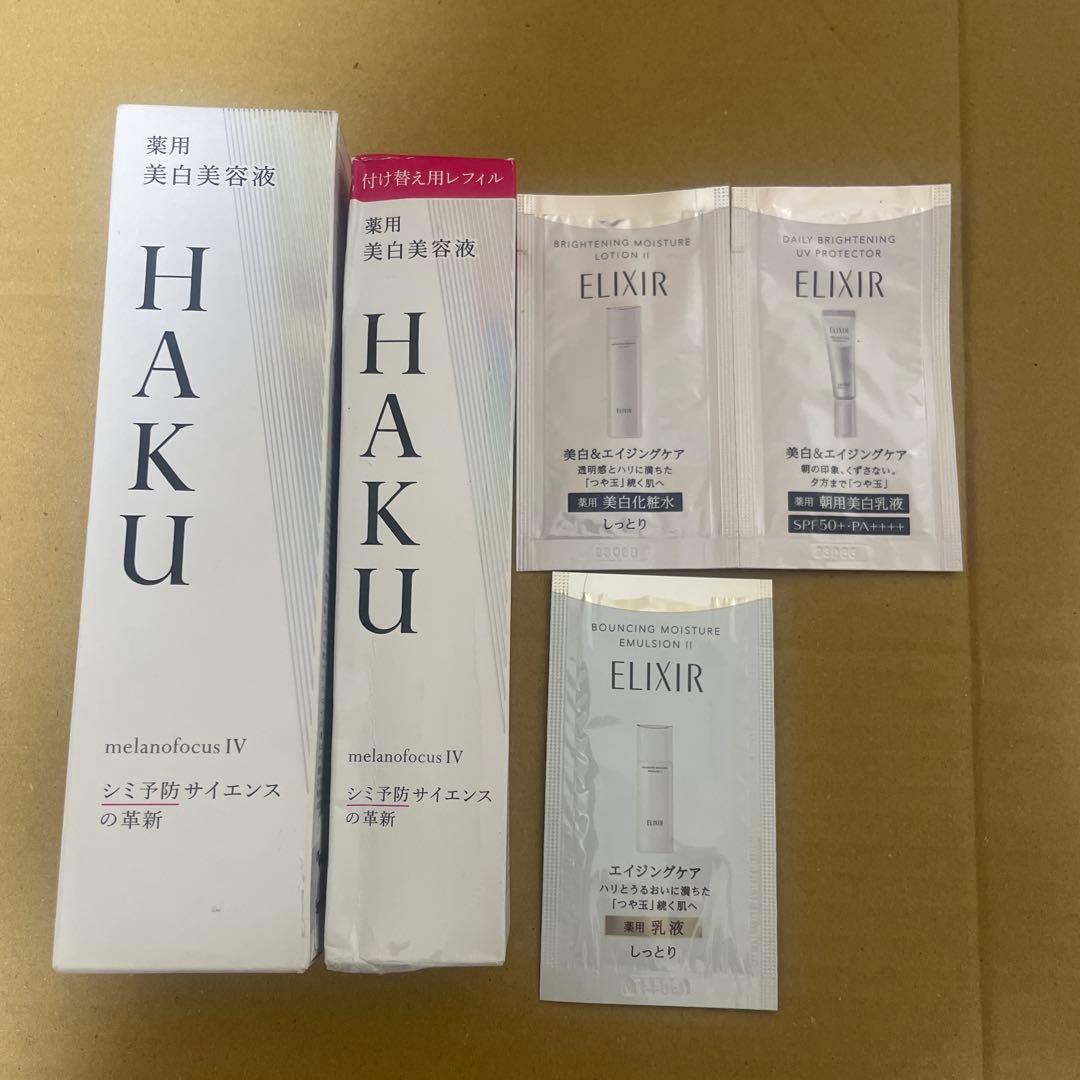 薬用
美白美容液
HAKU
melanofocus IV
シミ予防サイエンス
の革新
付け替え用レフィル
薬用
美白美容液
HAKU
melanofocus IV
シミ予防サイエンス
の革新
BRIGHTENING MOISTURE
LOTION II
ELIXIR
ELIXIR
美白&エイジングケア
透明感とハリに満ちた
「つや玉」続く肌へ
薬用 美白化粧水
しっとり
DAILY BRIGHTENING
UV PROTECTOR
ELIXIR
ELIXIR
美白&エイジングケア
朝の印象、くずさない。
夕方まで「つや玉」
薬用 朝用美白乳液
SPF50+・PA++++
BOUNCING MOISTURE
EMULSION II
ELIXIR
ELIXIR
エイジングケア
ハリとうるおいに満ちた
「つや玉」続く肌へ
薬用 乳液
しっとり